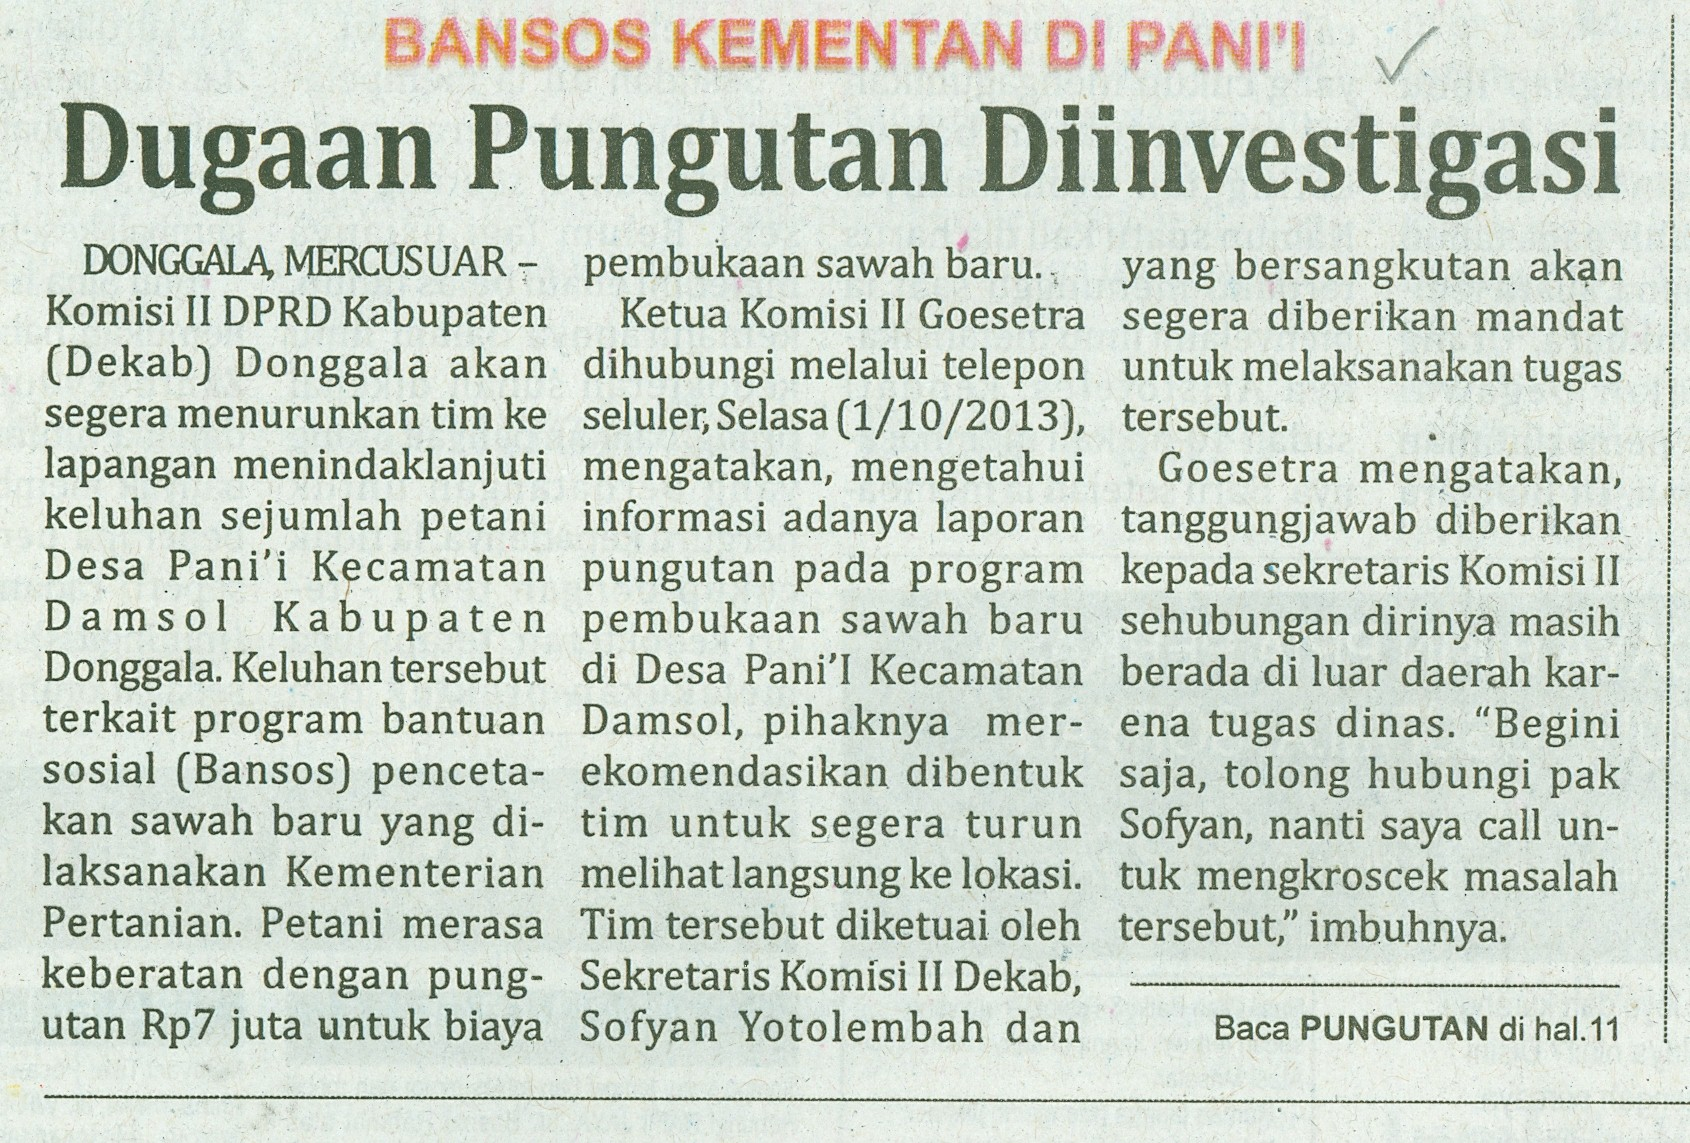 BANSOS KEMENTAN DI PANI'I
Dugaan Pungutan Diinvestigasi
DONGGALA, MERCUSUAR –
Komisi II DPRD Kabupaten
(Dekab) Donggala akan
segera menurunkan tim ke
lapangan menindaklanjuti
keluhan sejumlah petani
Desa Pani’i Kecamatan
Damsol Kabupaten
Donggala. Keluhan tersebut
terkait program bantuan
sosial (Bansos) penceta-
kan sawah baru yang di-
laksanakan Kementerian
Pertanian. Petani merasa
keberatan dengan pung-
utan Rp7 juta untuk biaya
pembukaan sawah baru.
Ketua Komisi II Goesetra
dihubungi melalui telepon
seluler, Selasa (1/10/2013),
mengatakan, mengetahui
informasi adanya laporan
pungutan pada program
pembukaan sawah baru
di Desa Pani’I Kecamatan
Damsol, pihaknya mer-
ekomendasikan dibentuk
tim untuk segera turun
melihat langsung ke lokasi.
Tim tersebut diketuai oleh
Sekretaris Komisi II Dekab,
Sofyan Yotolembah dan
yang bersangkutan akan
segera diberikan mandat
untuk melaksanakan tugas
tersebut.
Goesetra mengatakan,
tanggungjawab diberikan
kepada sekretaris Komisi II
sehubungan dirinya masih
berada di luar daerah kar-
ena tugas dinas. “Begini
saja, tolong hubungi pak
Sofyan, nanti saya call un-
tuk mengkroscek masalah
tersebut,” imbuhnya.
Baca PUNGUTAN di hal.11